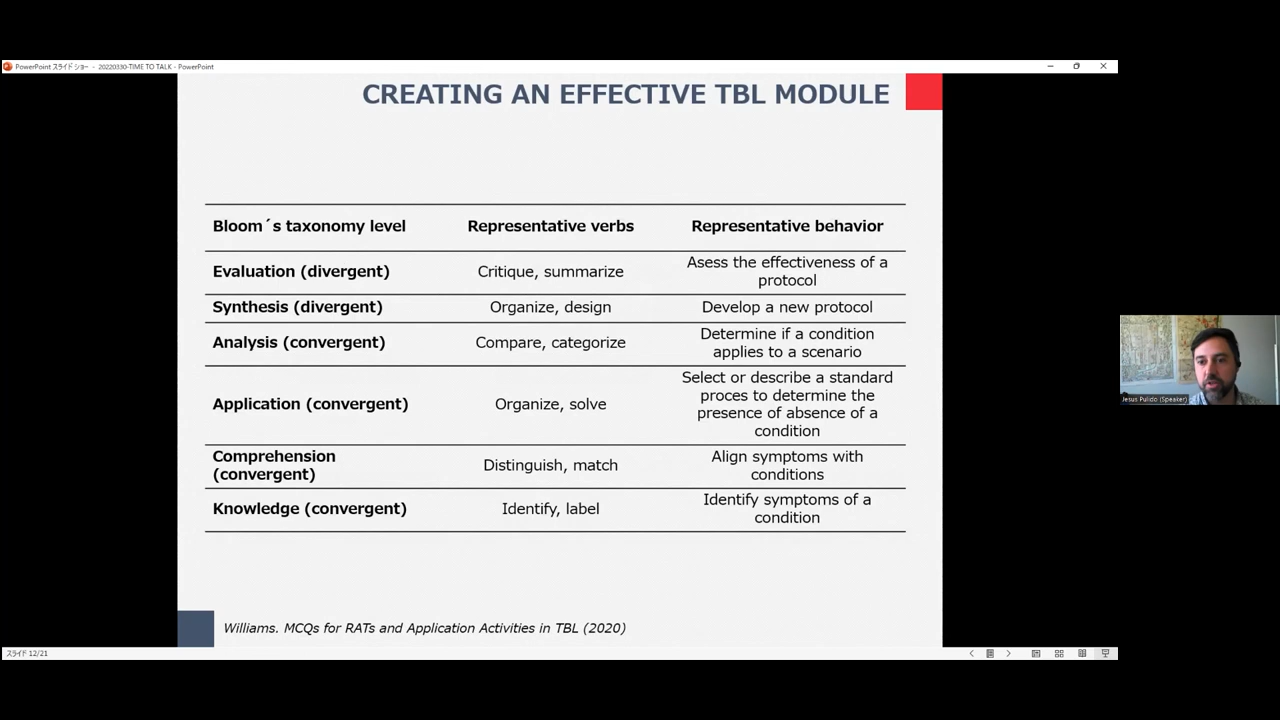 PowerPoint スライド ショー - 20220330-TIME TO TALK - PowerPoint
CREATING AN EFFECTIVE TBL MODULE
Bloom´s taxonomy level Representative verbs Representative behavior
Evaluation (divergent) Critique, summarize Asess the effectiveness of a
protocol
Synthesis (divergent) Organize, design Develop a new protocol
Analysis (convergent) Compare, categorize Determine if a condition
applies to a scenario
Application (convergent) Organize, solve Select or describe a standard
proces to determine the
presence of absence of a
condition
Comprehension
(convergent) Distinguish, match Align symptoms with
conditions
Knowledge (convergent) Identify, label Identify symptoms of a
condition
Williams. MCQs for RATs and Application Activities in TBL (2020)
スライド 12/21
Jesus Pulido (Speaker)